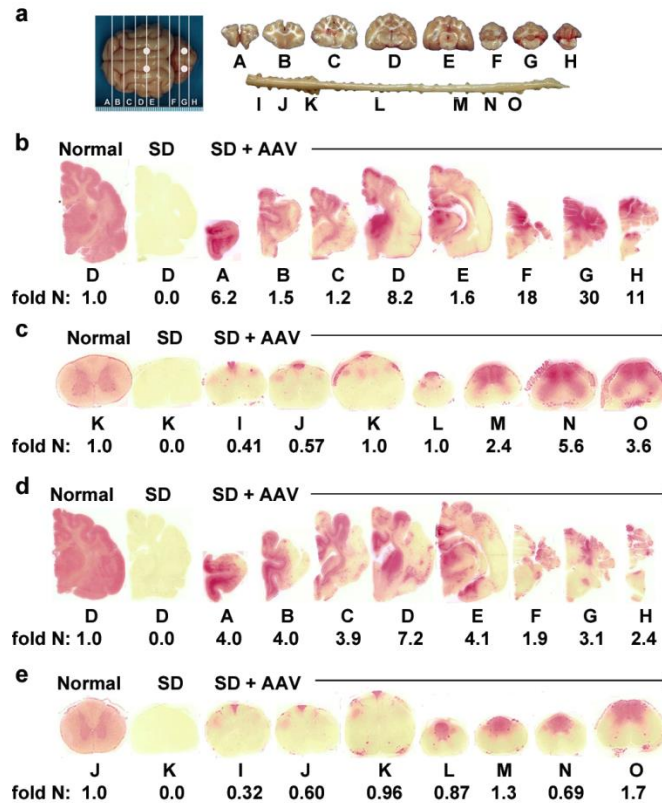 a
A B C D E F G H
A B C D E F G H
I J K L M N O
b
Normal SD SD + AAV
D D A B C D E F G H
fold N: 1.0 0.0 6.2 1.5 1.2 8.2 1.6 18 30 11
c
Normal SD SD + AAV
K K I J K L M N O
fold N: 1.0 0.0 0.41 0.57 1.0 1.0 2.4 5.6 3.6
d
Normal SD SD + AAV
D D A B C D E F G H
fold N: 1.0 0.0 4.0 4.0 3.9 7.2 4.1 1.9 3.1 2.4
e
Normal SD SD + AAV
J K I J K L M N O
fold N: 1.0 0.0 0.32 0.60 0.96 0.87 1.3 0.69 1.7